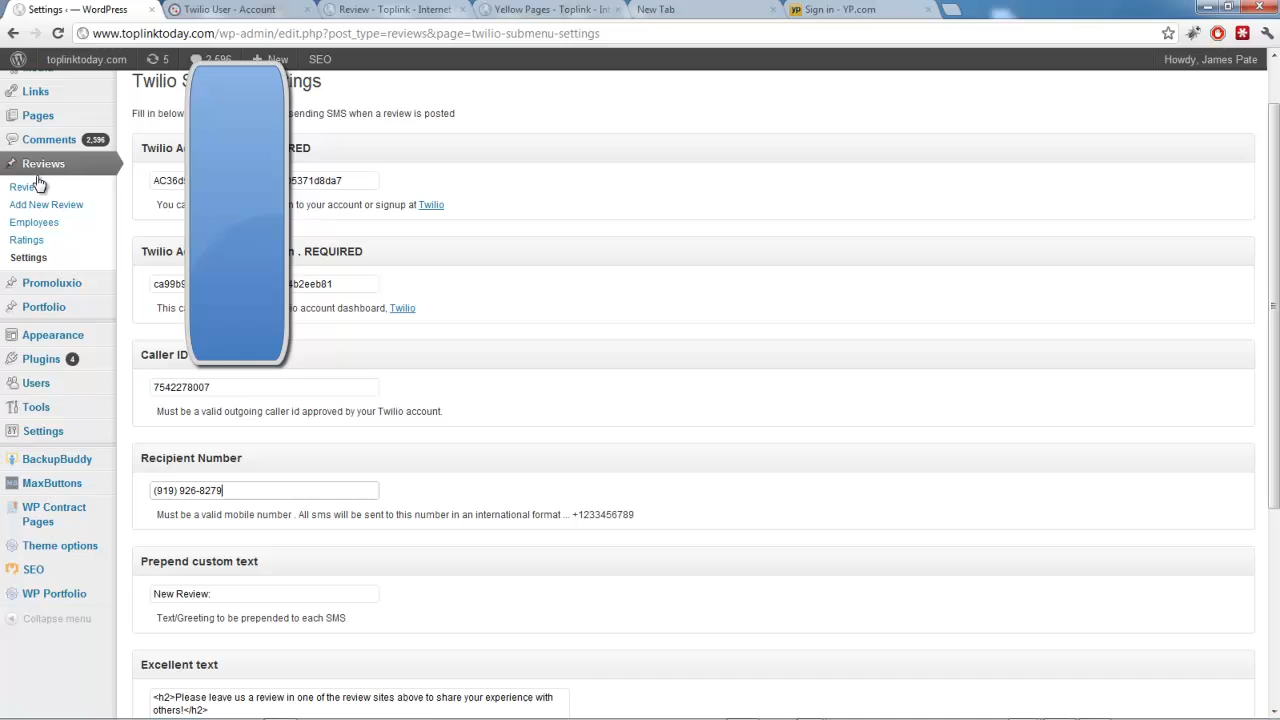 Settings ‹ — WordPress
Twilio User - Account
Review - Toplink - Internet
Yellow Pages - Toplink - Int
New Tab
Sign in - YP.com
www.toplinktoday.com/wp-admin/edit.php?post_type=reviews&page=twilio-submenu-settings
toplinktoday.com
5
2,596
New
SEO
Howdy, James Pate
Links
Pages
Comments 2,596
Reviews
Add New Review
Employees
Ratings
Settings
Promoluxio
Portfolio
Appearance
Plugins 4
Users
Tools
Settings
BackupBuddy
MaxButtons
WP Contract
Pages
Theme options
SEO
WP Portfolio
Collapse menu
Twilio
Fill in below sending SMS when a review is posted
Twilio
AC36d 5371d8da7
You ca to your account or signup at Twilio
Twilio . REQUIRED
ca99b9 b2eeb81
This account dashboard, Twilio
Caller ID
7542278007
Must be a valid outgoing caller id approved by your Twilio account.
Recipient Number
(919) 926-8279
Must be a valid mobile number . All sms will be sent to this number in an international format ... +1233456789
Prepend custom text
New Review:
Text/Greeting to be prepended to each SMS
Excellent text
<h2>Please leave us a review in one of the review sites above to share your experience with
others!</h2>